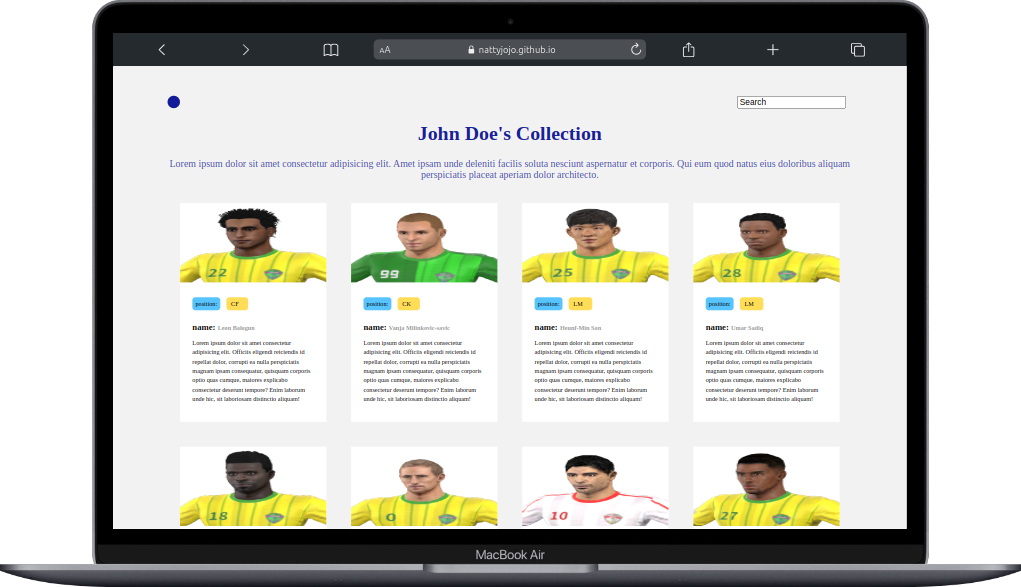 AA nattyjojo.github.io
Search
John Doe's Collection
Lorem ipsum dolor sit amet consectetur adipisicing elit. Amet ipsam unde deleniti facilis soluta nesciunt aspernatur et corporis. Qui eum quod natus eius doloribus aliquam
perspiciatis placeat aperiam dolor architecto.
22
99
25
28
position: CF
position: CK
position: LM
position: LM
name: Leon Balogun
name: Vanja Milinkovic-savic
name: Heuni-Min Son
name: Umar Sadiq
Lorem ipsum dolor sit amet consectetur
adipisicing elit. Officiis eligendi reiciendis id
repellat dolor, corrupti ea nulla perspiciatis
magnam ipsam consequatur, quisquam corporis
optio quas cumque, maiores explicabo
consectetur deserunt tempore? Enim laborum
unde hic, sit laboriosam distinctio aliquam!
Lorem ipsum dolor sit amet consectetur
adipisicing elit. Officiis eligendi reiciendis id
repellat dolor, corrupti ea nulla perspiciatis
magnam ipsam consequatur, quisquam corporis
optio quas cumque, maiores explicabo
consectetur deserunt tempore? Enim laborum
unde hic, sit laboriosam distinctio aliquam!
Lorem ipsum dolor sit amet consectetur
adipisicing elit. Officiis eligendi reiciendis id
repellat dolor, corrupti ea nulla perspiciatis
magnam ipsam consequatur, quisquam corporis
optio quas cumque, maiores explicabo
consectetur deserunt tempore? Enim laborum
unde hic, sit laboriosam distinctio aliquam!
Lorem ipsum dolor sit amet consectetur
adipisicing elit. Officiis eligendi reiciendis id
repellat dolor, corrupti ea nulla perspiciatis
magnam ipsam consequatur, quisquam corporis
optio quas cumque, maiores explicabo
consectetur deserunt tempore? Enim laborum
unde hic, sit laboriosam distinctio aliquam!
18
0
10
27
MacBook Air